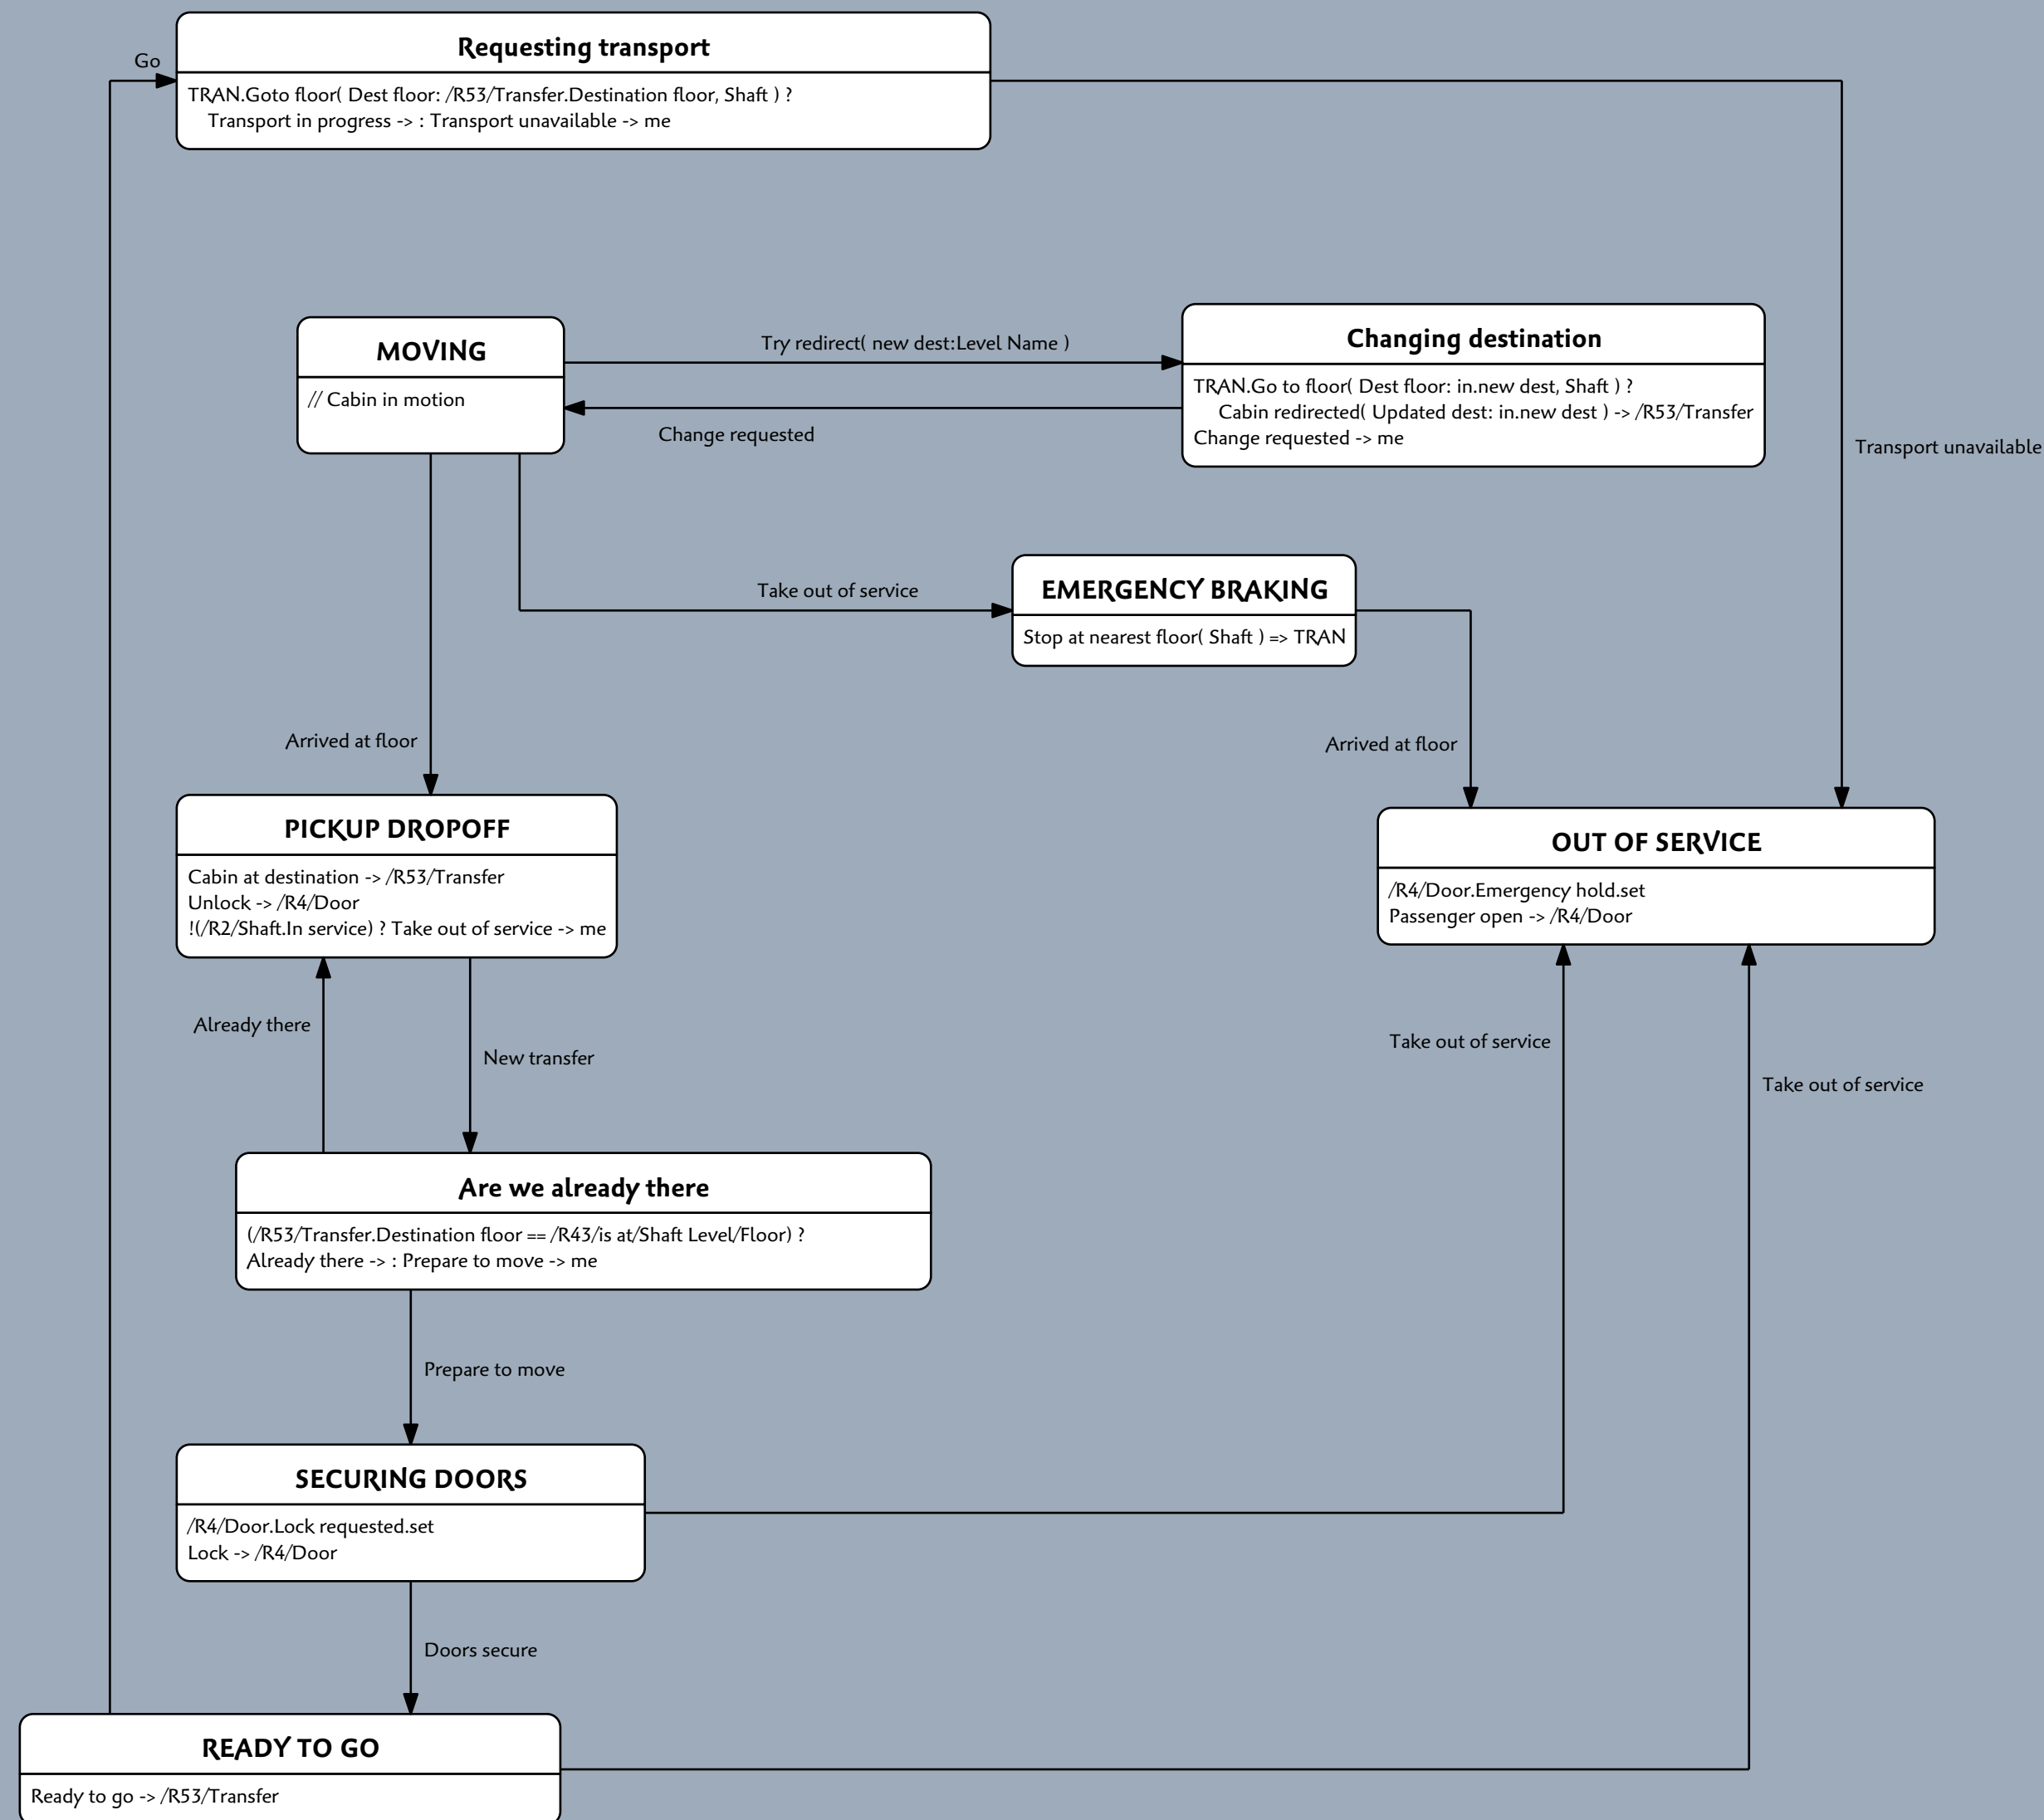 Requesting transport
Go
TRAN.Goto floor( Dest floor: /R53/Transfer.Destination floor, Shaft ) ?
Transport in progress -> : Transport unavailable -> me
MOVING
// Cabin in motion
Try redirect( new dest:Level Name )
Change requested
Changing destination
TRAN.Go to floor( Dest floor: in.new dest, Shaft ) ?
Cabin redirected( Updated dest: in.new dest ) -> /R53/Transfer
Change requested -> me
Transport unavailable
Take out of service
EMERGENCY BRAKING
Stop at nearest floor( Shaft ) => TRAN
Arrived at floor
Arrived at floor
PICKUP DROPOFF
Cabin at destination -> /R53/Transfer
Unlock -> /R4/Door
!(/R2/Shaft.In service) ? Take out of service -> me
OUT OF SERVICE
/R4/Door.Emergency hold.set
Passenger open -> /R4/Door
Already there
New transfer
Take out of service
Take out of service
Are we already there
(/R53/Transfer.Destination floor == /R43/is at/Shaft Level/Floor) ?
Already there -> : Prepare to move -> me
Prepare to move
SECURING DOORS
/R4/Door.Lock requested.set
Lock -> /R4/Door
Doors secure
READY TO GO
Ready to go -> /R53/Transfer